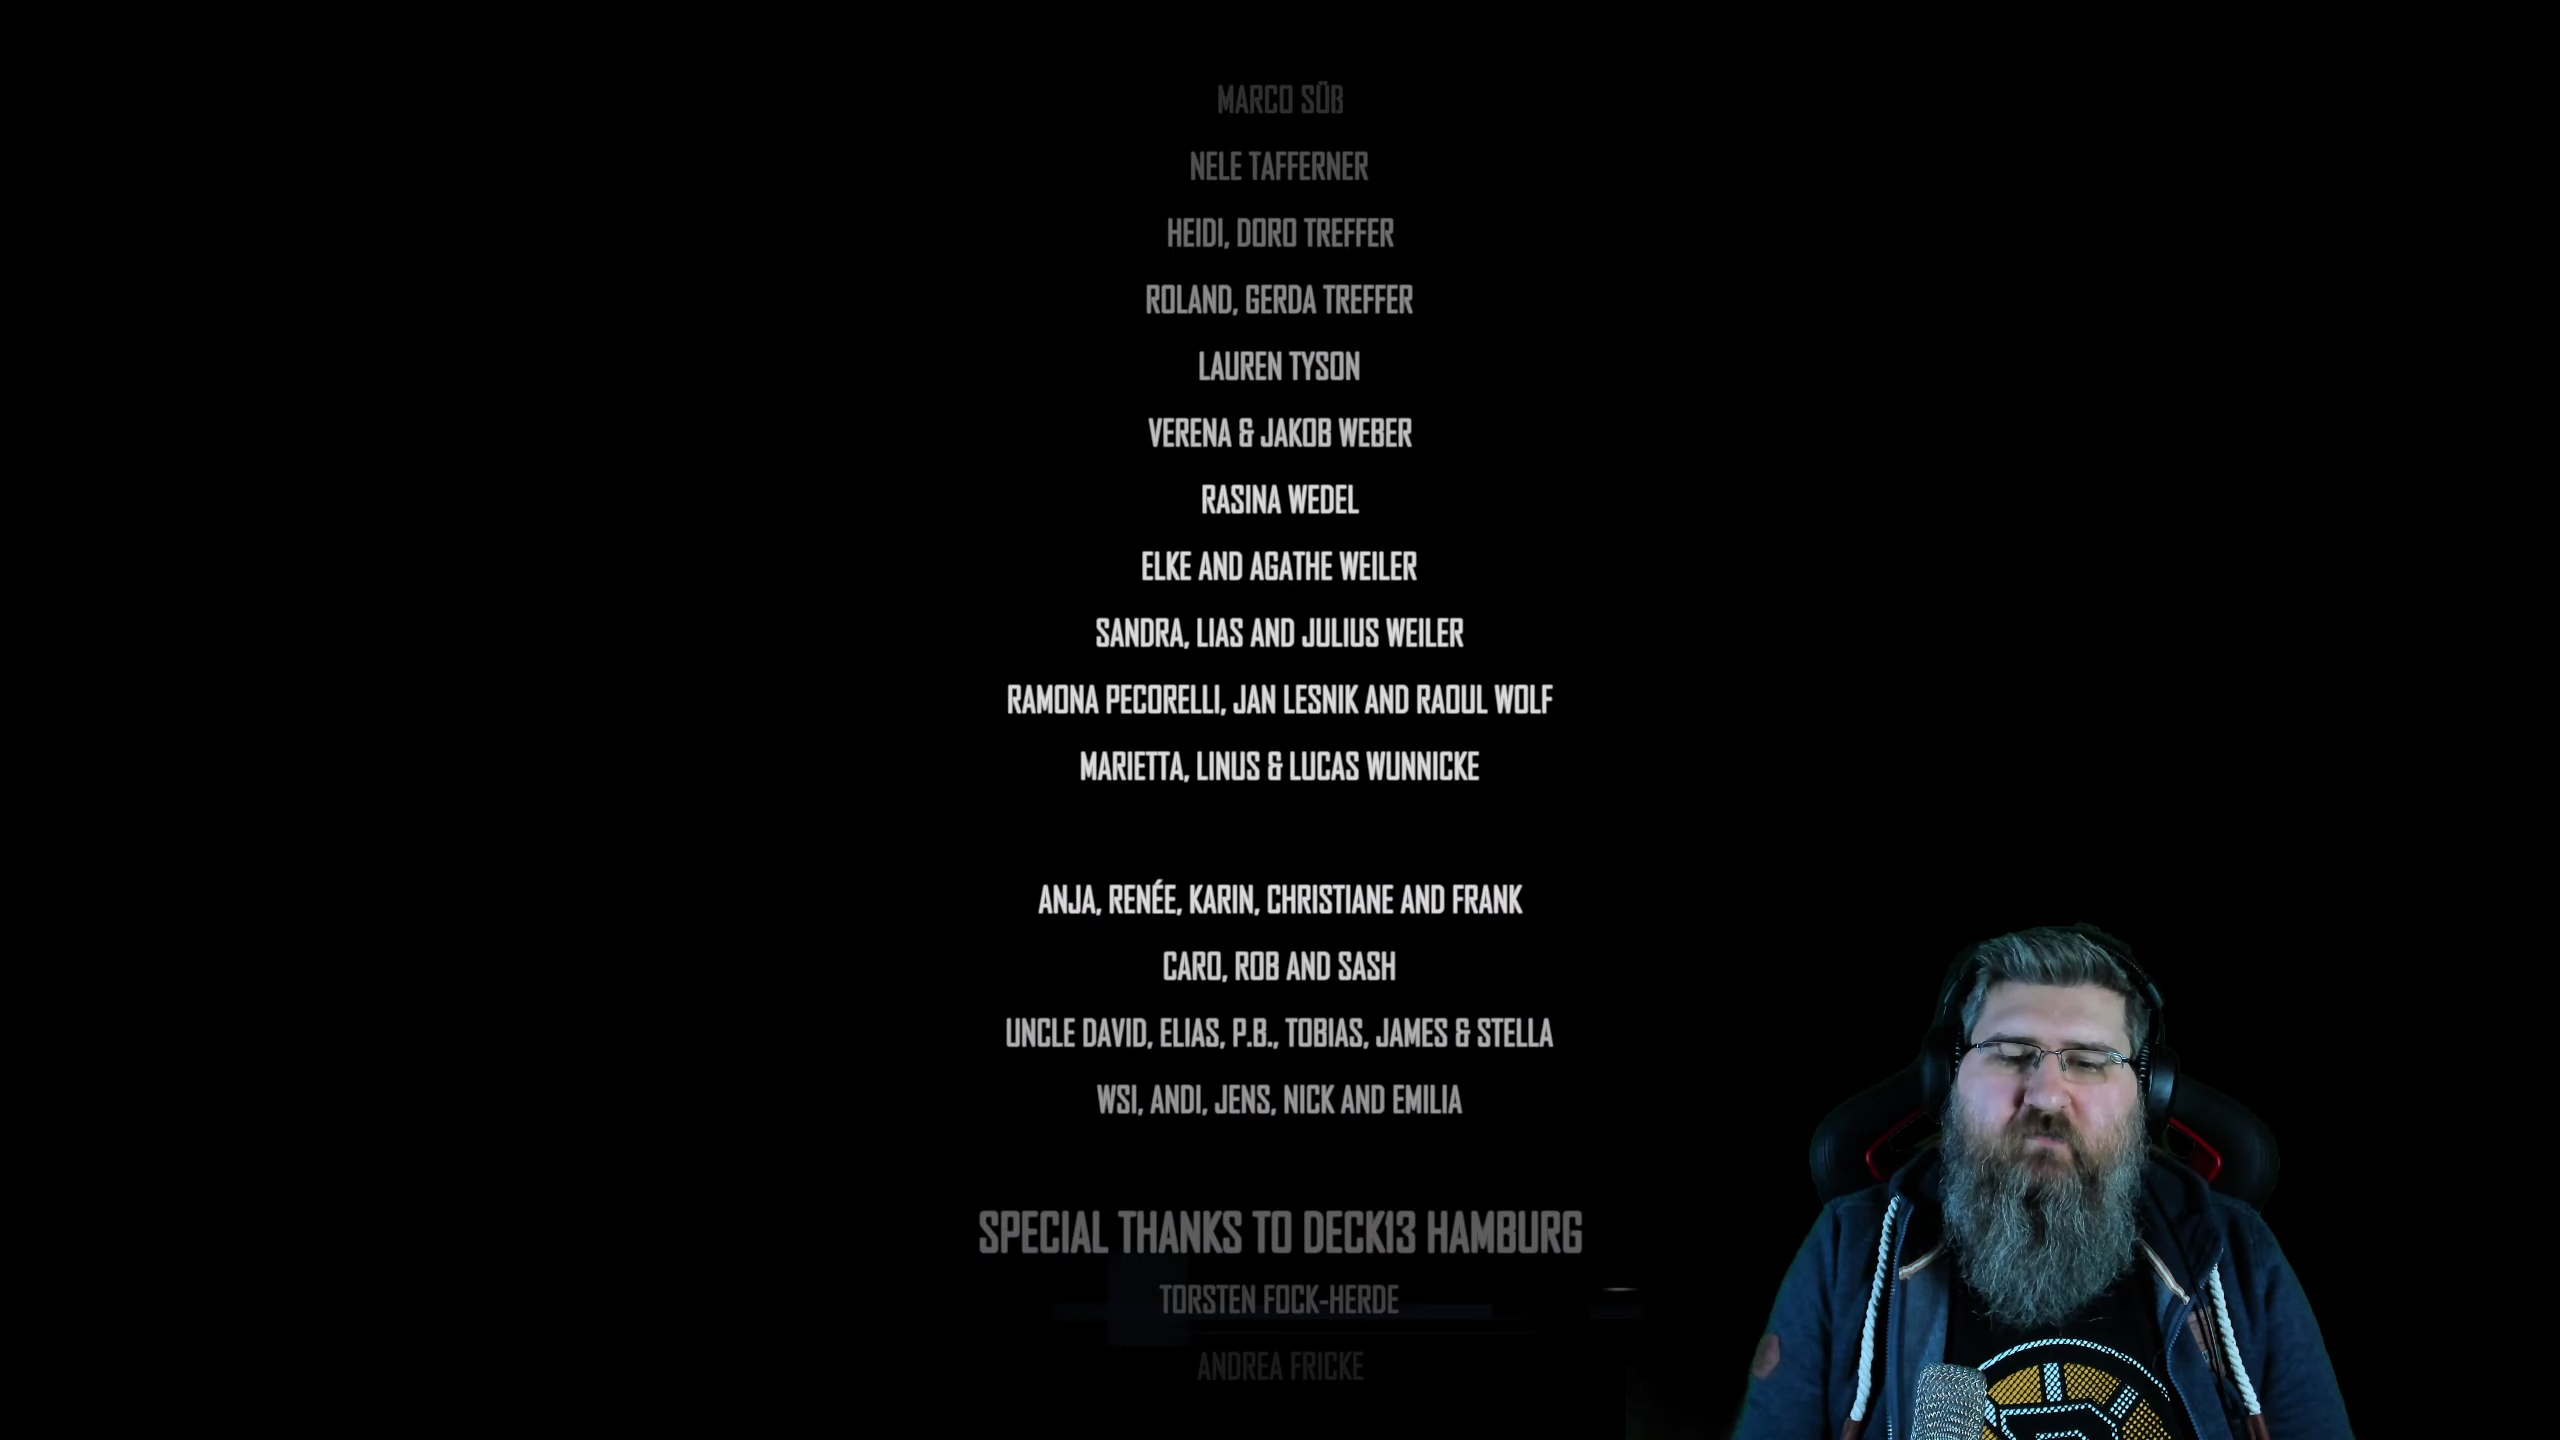 MARCO SÜß
NELE TAFFERNER
HEIDI, DORO TREFFER
ROLAND, GERDA TREFFER
LAUREN TYSON
VERENA & JAKOB WEBER
RASINA WEDEL
ELKE AND AGATHE WEILER
SANDRA, LIAS AND JULIUS WEILER
RAMONA PECORELLI, JAN LESNIK AND RAOUL WOLF
MARIETTA, LINUS & LUCAS WUNNICKE
ANJA, RENÉE, KARIN, CHRISTIANE AND FRANK
CARO, ROB AND SASH
UNCLE DAVID, ELIAS, P.B., TOBIAS, JAMES & STELLA
WSI, ANDI, JENS, NICK AND EMILIA
SPECIAL THANKS TO DECK13 HAMBURG
TORSTEN FOCK-HERDE
ANDREA FRICKE